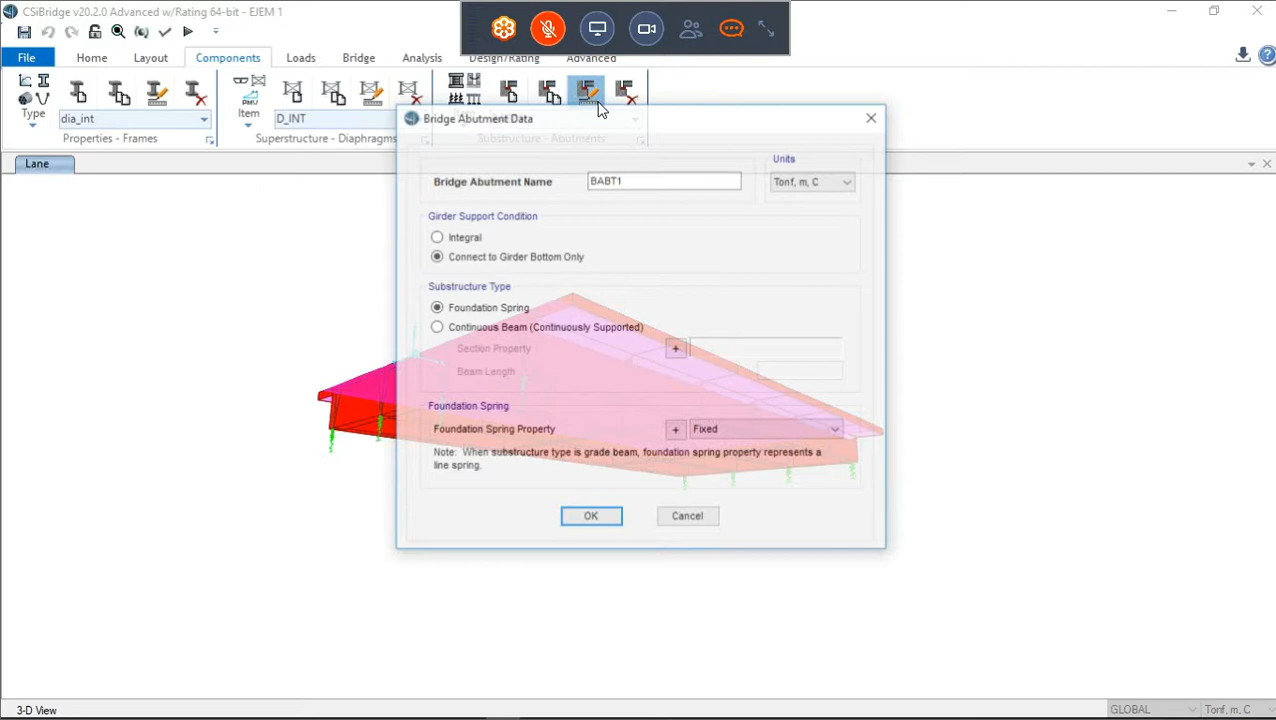 CSiBridge v20.2.0 Advanced w/Rating 64-bit - EJEM 1
File
Home
Layout
Components
Loads
Bridge
Analysis
Design/Rating
Advanced
Type
dia_int
Properties - Frames
Item
D_INT
Superstructure - Diaphragms
Item
Substructure - Abutments
Lane
Bridge Abutment Data
Bridge Abutment Name
BABT1
Units
Tonf, m, C
Girder Support Condition
Integral
Connect to Girder Bottom Only
Substructure Type
Foundation Spring
Continuous Beam (Continuously Supported)
Section Property
+
Beam Length
Foundation Spring
Foundation Spring Property
+
Fixed
Note: When substructure type is grade beam, foundation spring property represents a
line spring.
OK
Cancel
3-D View
GLOBAL
Tonf, m, C